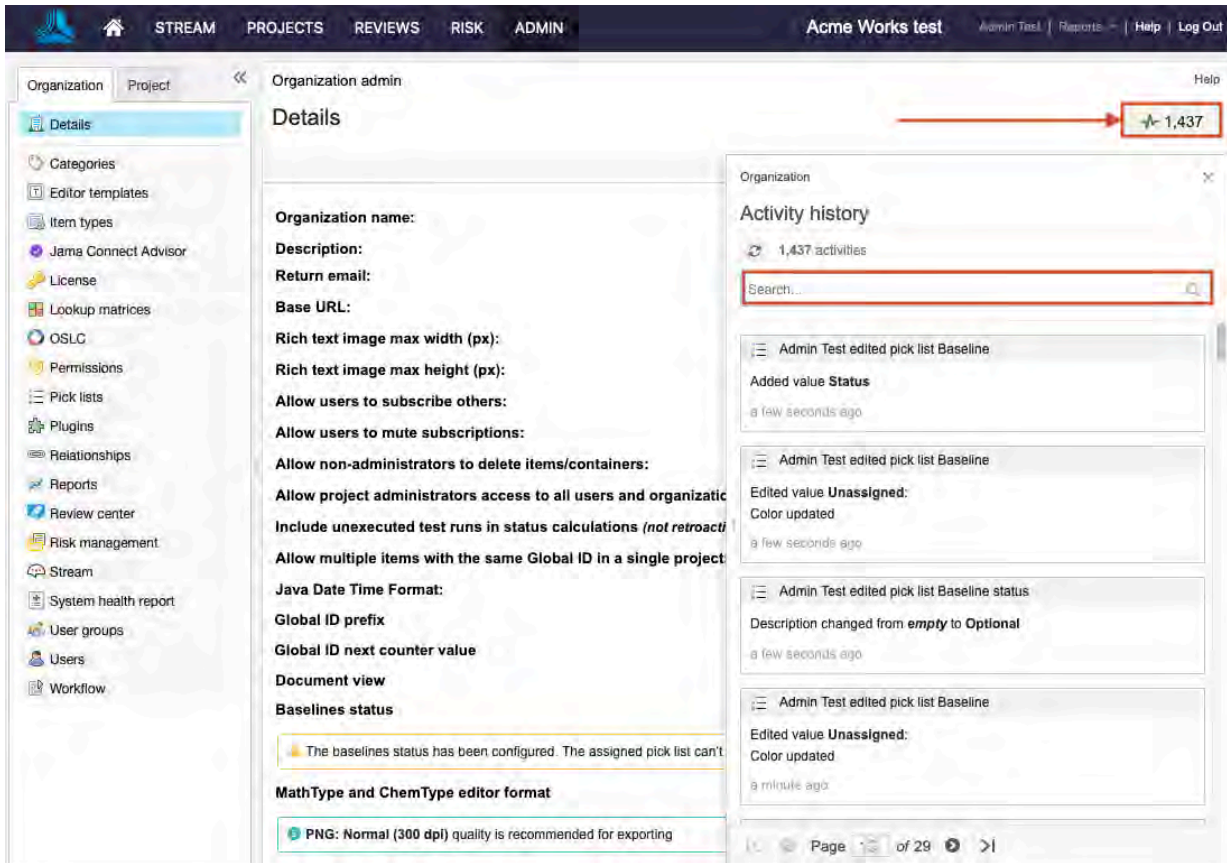 STREAM PROJECTS REVIEWS RISK ADMIN Acme Works test Admin Test | Reports | Help | Log Out
Organization Project
Organization admin Help
Details
1,437
Details
Categories
Editor templates
Item types
Jama Connect Advisor
License
Lookup matrices
OSLC
Permissions
Pick lists
Plugins
Relationships
Reports
Review center
Risk management
Stream
System health report
User groups
Users
Workflow
Organization name:
Description:
Return email:
Base URL:
Rich text image max width (px):
Rich text image max height (px):
Allow users to subscribe others:
Allow users to mute subscriptions:
Allow non-administrators to delete items/containers:
Allow project administrators access to all users and organizatio
Include unexecuted test runs in status calculations (not retroacti
Allow multiple items with the same Global ID in a single project:
Java Date Time Format:
Global ID prefix
Global ID next counter value
Document view
Baselines status
The baselines status has been configured. The assigned pick list can't
MathType and ChemType editor format
PNG: Normal (300 dpi) quality is recommended for exporting
Organization
Activity history
1,437 activities
Search...
Admin Test edited pick list Baseline
Added value Status
a few seconds ago
Admin Test edited pick list Baseline
Edited value Unassigned:
Color updated
a few seconds ago
Admin Test edited pick list Baseline status
Description changed from empty to Optional
a few seconds ago
Admin Test edited pick list Baseline
Edited value Unassigned:
Color updated
a minute ago
Page of 29